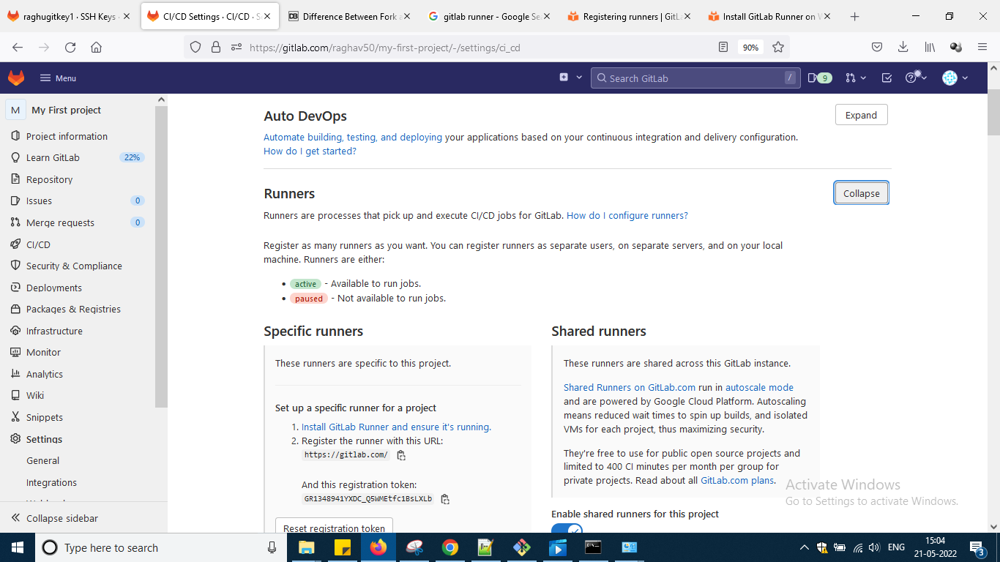 raghugitkey1 · SSH Keys
CI/CD Settings · CI/CD · S
Difference Between Fork a
gitlab runner - Google Se
Registering runners | GitL
Install GitLab Runner on W
https://gitlab.com/raghav50/my-first-project/-/settings/ci_cd
90%
Menu
Search GitLab
/
9
M My First project
Project information
Learn GitLab 22%
Repository
Issues 0
Merge requests 0
CI/CD
Security & Compliance
Deployments
Packages & Registries
Infrastructure
Monitor
Analytics
Wiki
Snippets
Settings
General
Integrations
Collapse sidebar
Auto DevOps
Expand
Automate building, testing, and deploying your applications based on your continuous integration and delivery configuration.
How do I get started?
Runners
Collapse
Runners are processes that pick up and execute CI/CD jobs for GitLab. How do I configure runners?
Register as many runners as you want. You can register runners as separate users, on separate servers, and on your local
machine. Runners are either:
active - Available to run jobs.
paused - Not available to run jobs.
Specific runners
These runners are specific to this project.
Set up a specific runner for a project
1. Install GitLab Runner and ensure it's running.
2. Register the runner with this URL:
https://gitlab.com/
And this registration token:
GR1348941YXDC_Q5WMEtfc1BsLXLb
Reset registration token
Shared runners
These runners are shared across this GitLab instance.
Shared Runners on GitLab.com run in autoscale mode
and are powered by Google Cloud Platform. Autoscaling
means reduced wait times to spin up builds, and isolated
VMs for each project, thus maximizing security.
They're free to use for public open source projects and
limited to 400 CI minutes per month per group for
private projects. Read about all GitLab.com plans.
Enable shared runners for this project
Activate Windows
Go to Settings to activate Windows.
Type here to search
ENG
15:04
21-05-2022
3